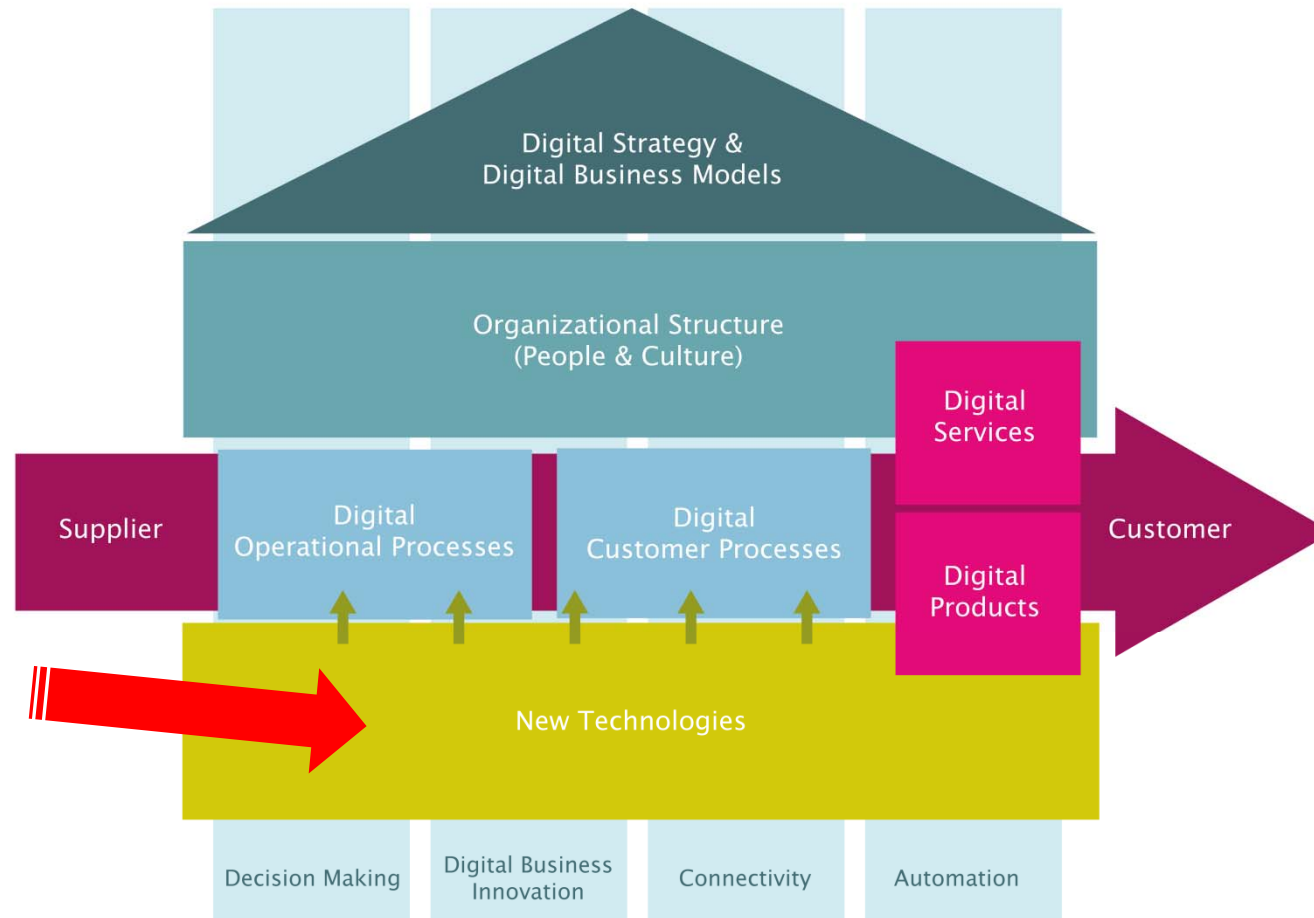 Digital Strategy &
Digital Business Models
Organizational Structure
(People & Culture)
Digital
Services
Supplier
Digital
Operational Processes
Digital
Customer Processes
Customer
Digital
Products
New Technologies
Decision Making
Digital Business
Innovation
Connectivity
Automation